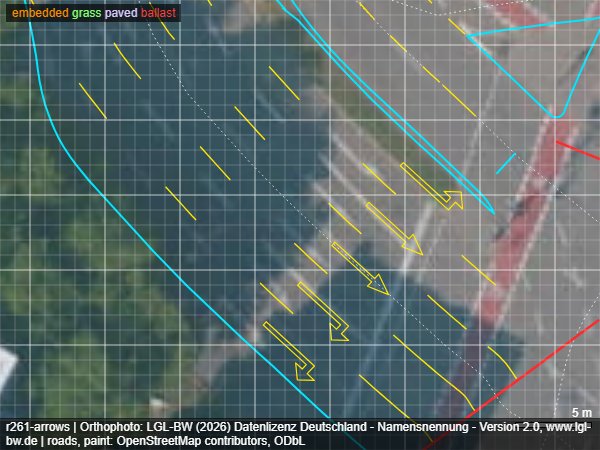 embedded grass paved ballast
5 m
r261-arrows | Orthophoto: LGL-BW (2026) Datenlizenz Deutschland - Namensnennung - Version 2.0, www.lgl-
bw.de | roads, paint: OpenStreetMap contributors, ODbL